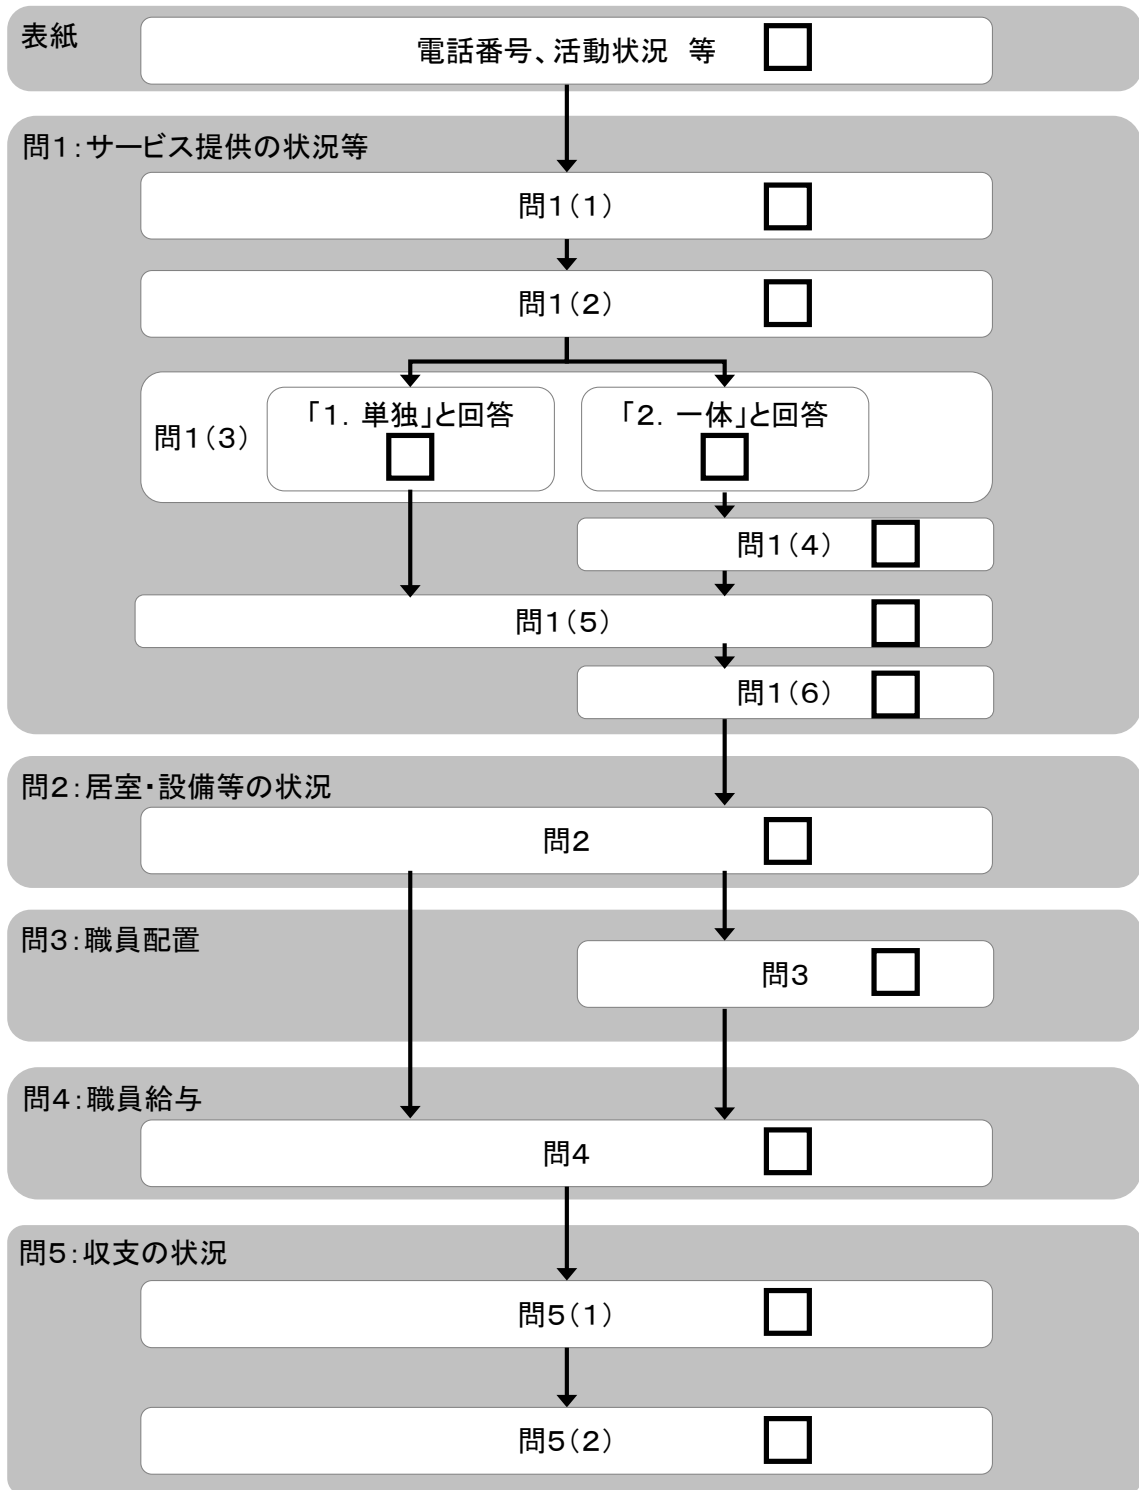 表紙
電話番号、活動状況 等
問1：サービス提供の状況等
問1（1）
問1（2）
問1（3）
「1．単独」と回答
「2．一体」と回答
問1（4）
問1（5）
問1（6）
問2：居室・設備等の状況
問2
問3：職員配置
問3
問4：職員給与
問4
問5：収支の状況
問5（1）
問5（2）